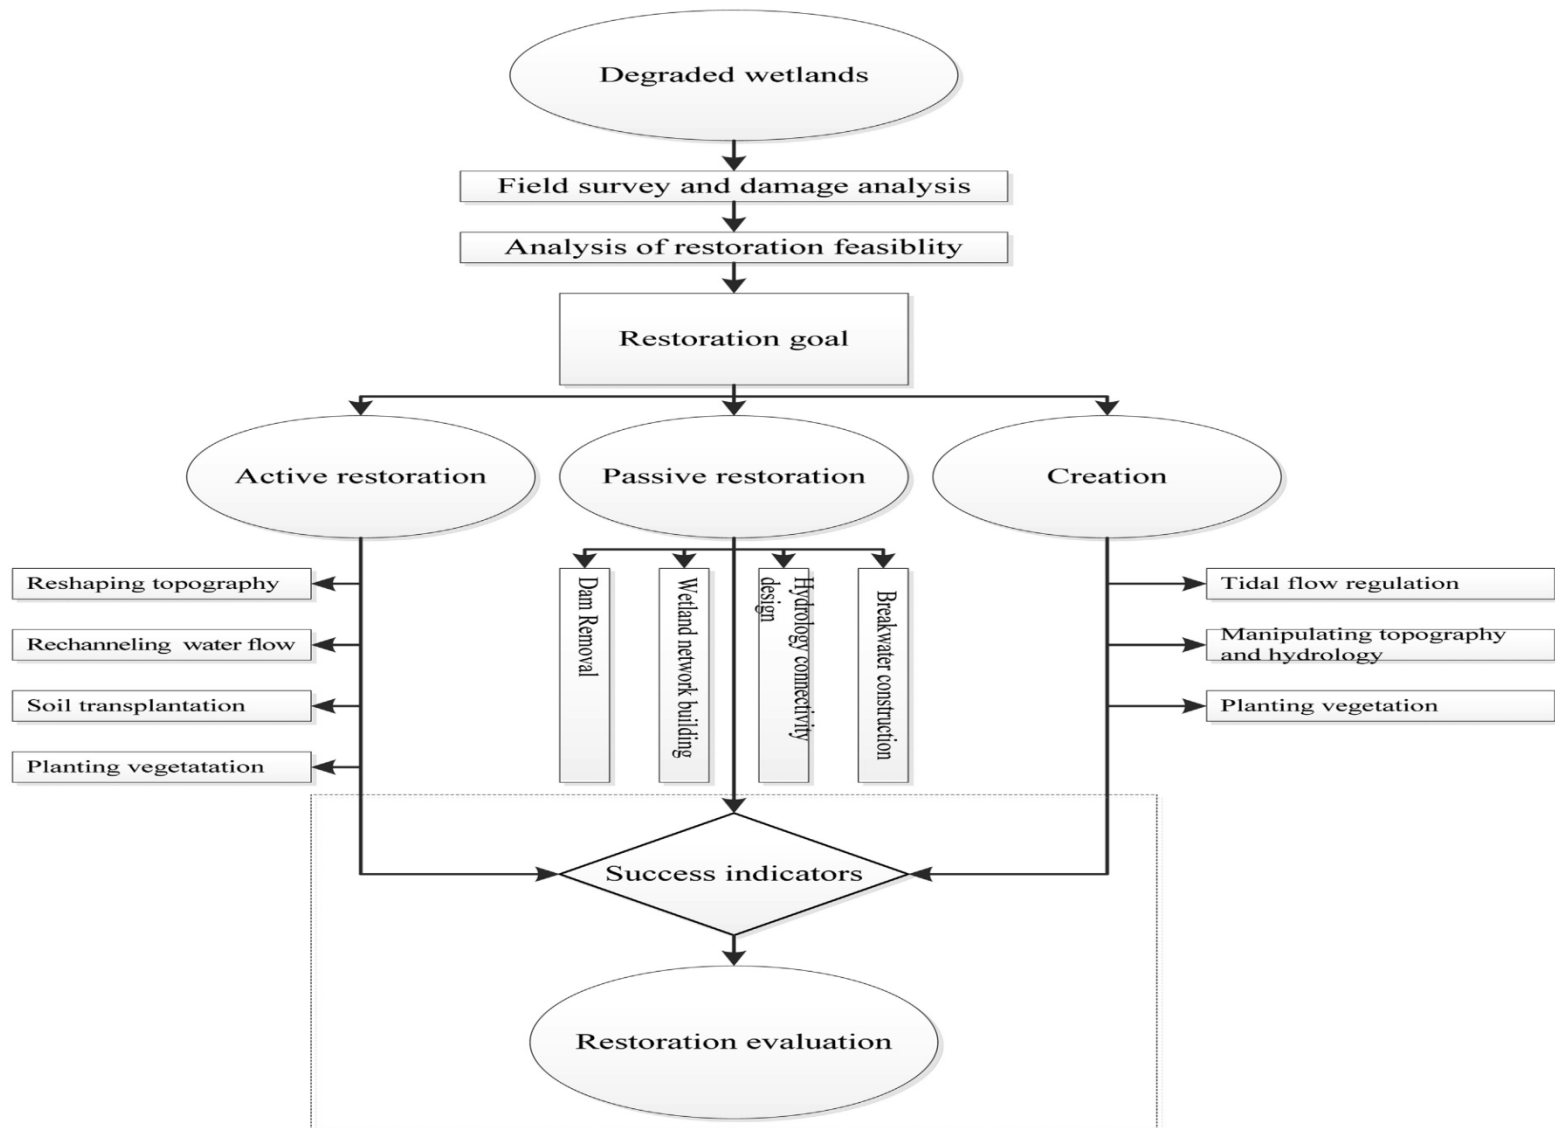 Degraded wetlands
Field survey and damage analysis
Analysis of restoration feasiblity
Restoration goal
Active restoration
Passive restoration
Creation
Reshaping topography
Rechanneling water flow
Soil transplantation
Planting vegetatation
Dam Removal
Wetland network building
Hydrology connectivity
design
Breakwater construction
Tidal flow regulation
Manipulating topography
and hydrology
Planting vegetation
Success indicators
Restoration evaluation